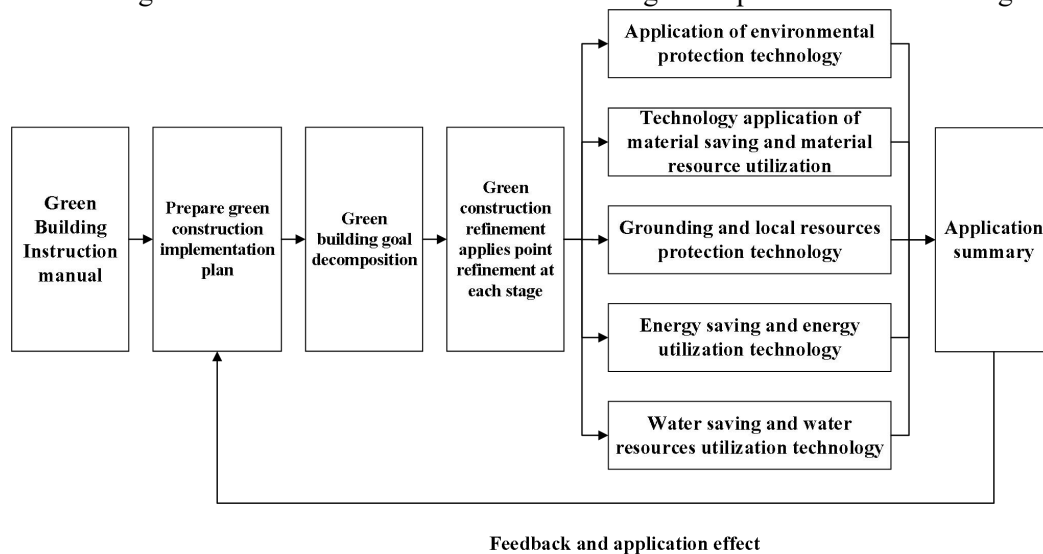 Green
Building
Instruction
manual
Prepare green
construction
implementation
plan
Green
building goal
decomposition
Green
construction
refinement
applies point
refinement at
each stage
Application of environmental
protection technology
Technology application of
material saving and material
resource utilization
Grounding and local resources
protection technology
Energy saving and energy
utilization technology
Water saving and water
resources utilization technology
Application
summary
Feedback and application effect